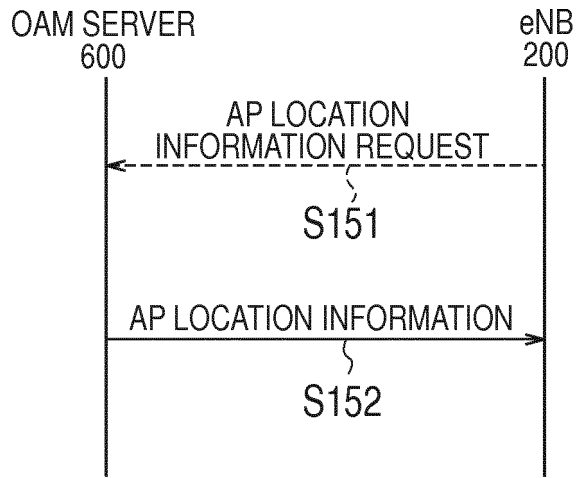 OAM SERVER
600
eNB
200
AP LOCATION
INFORMATION REQUEST
S151
AP LOCATION INFORMATION
S152